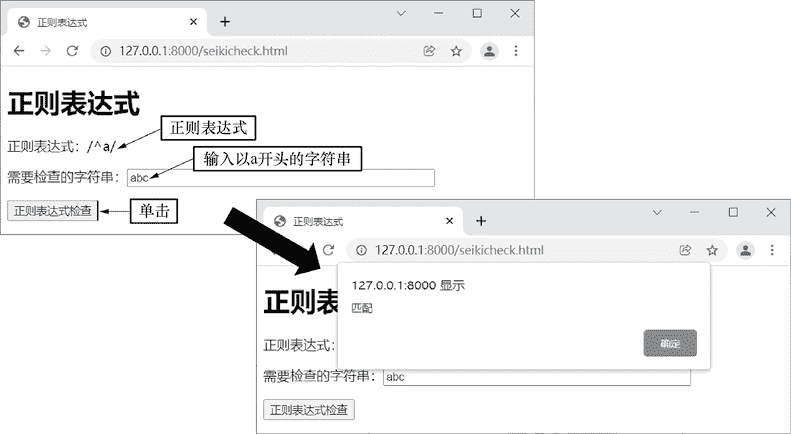 正则表达式
127.0.0.1:8000/seikicheck.html
正则表达式
正则表达式
正则表达式：/^a/
输入以a开头的字符串
需要检查的字符串：abc
正则表达式检查
单击
正则表达式
127.0.0.1:8000/seikicheck.html
127.0.0.1:8000 显示
正则表
匹配
正则表达式：
确定
需要检查的字符串：abc
正则表达式检查